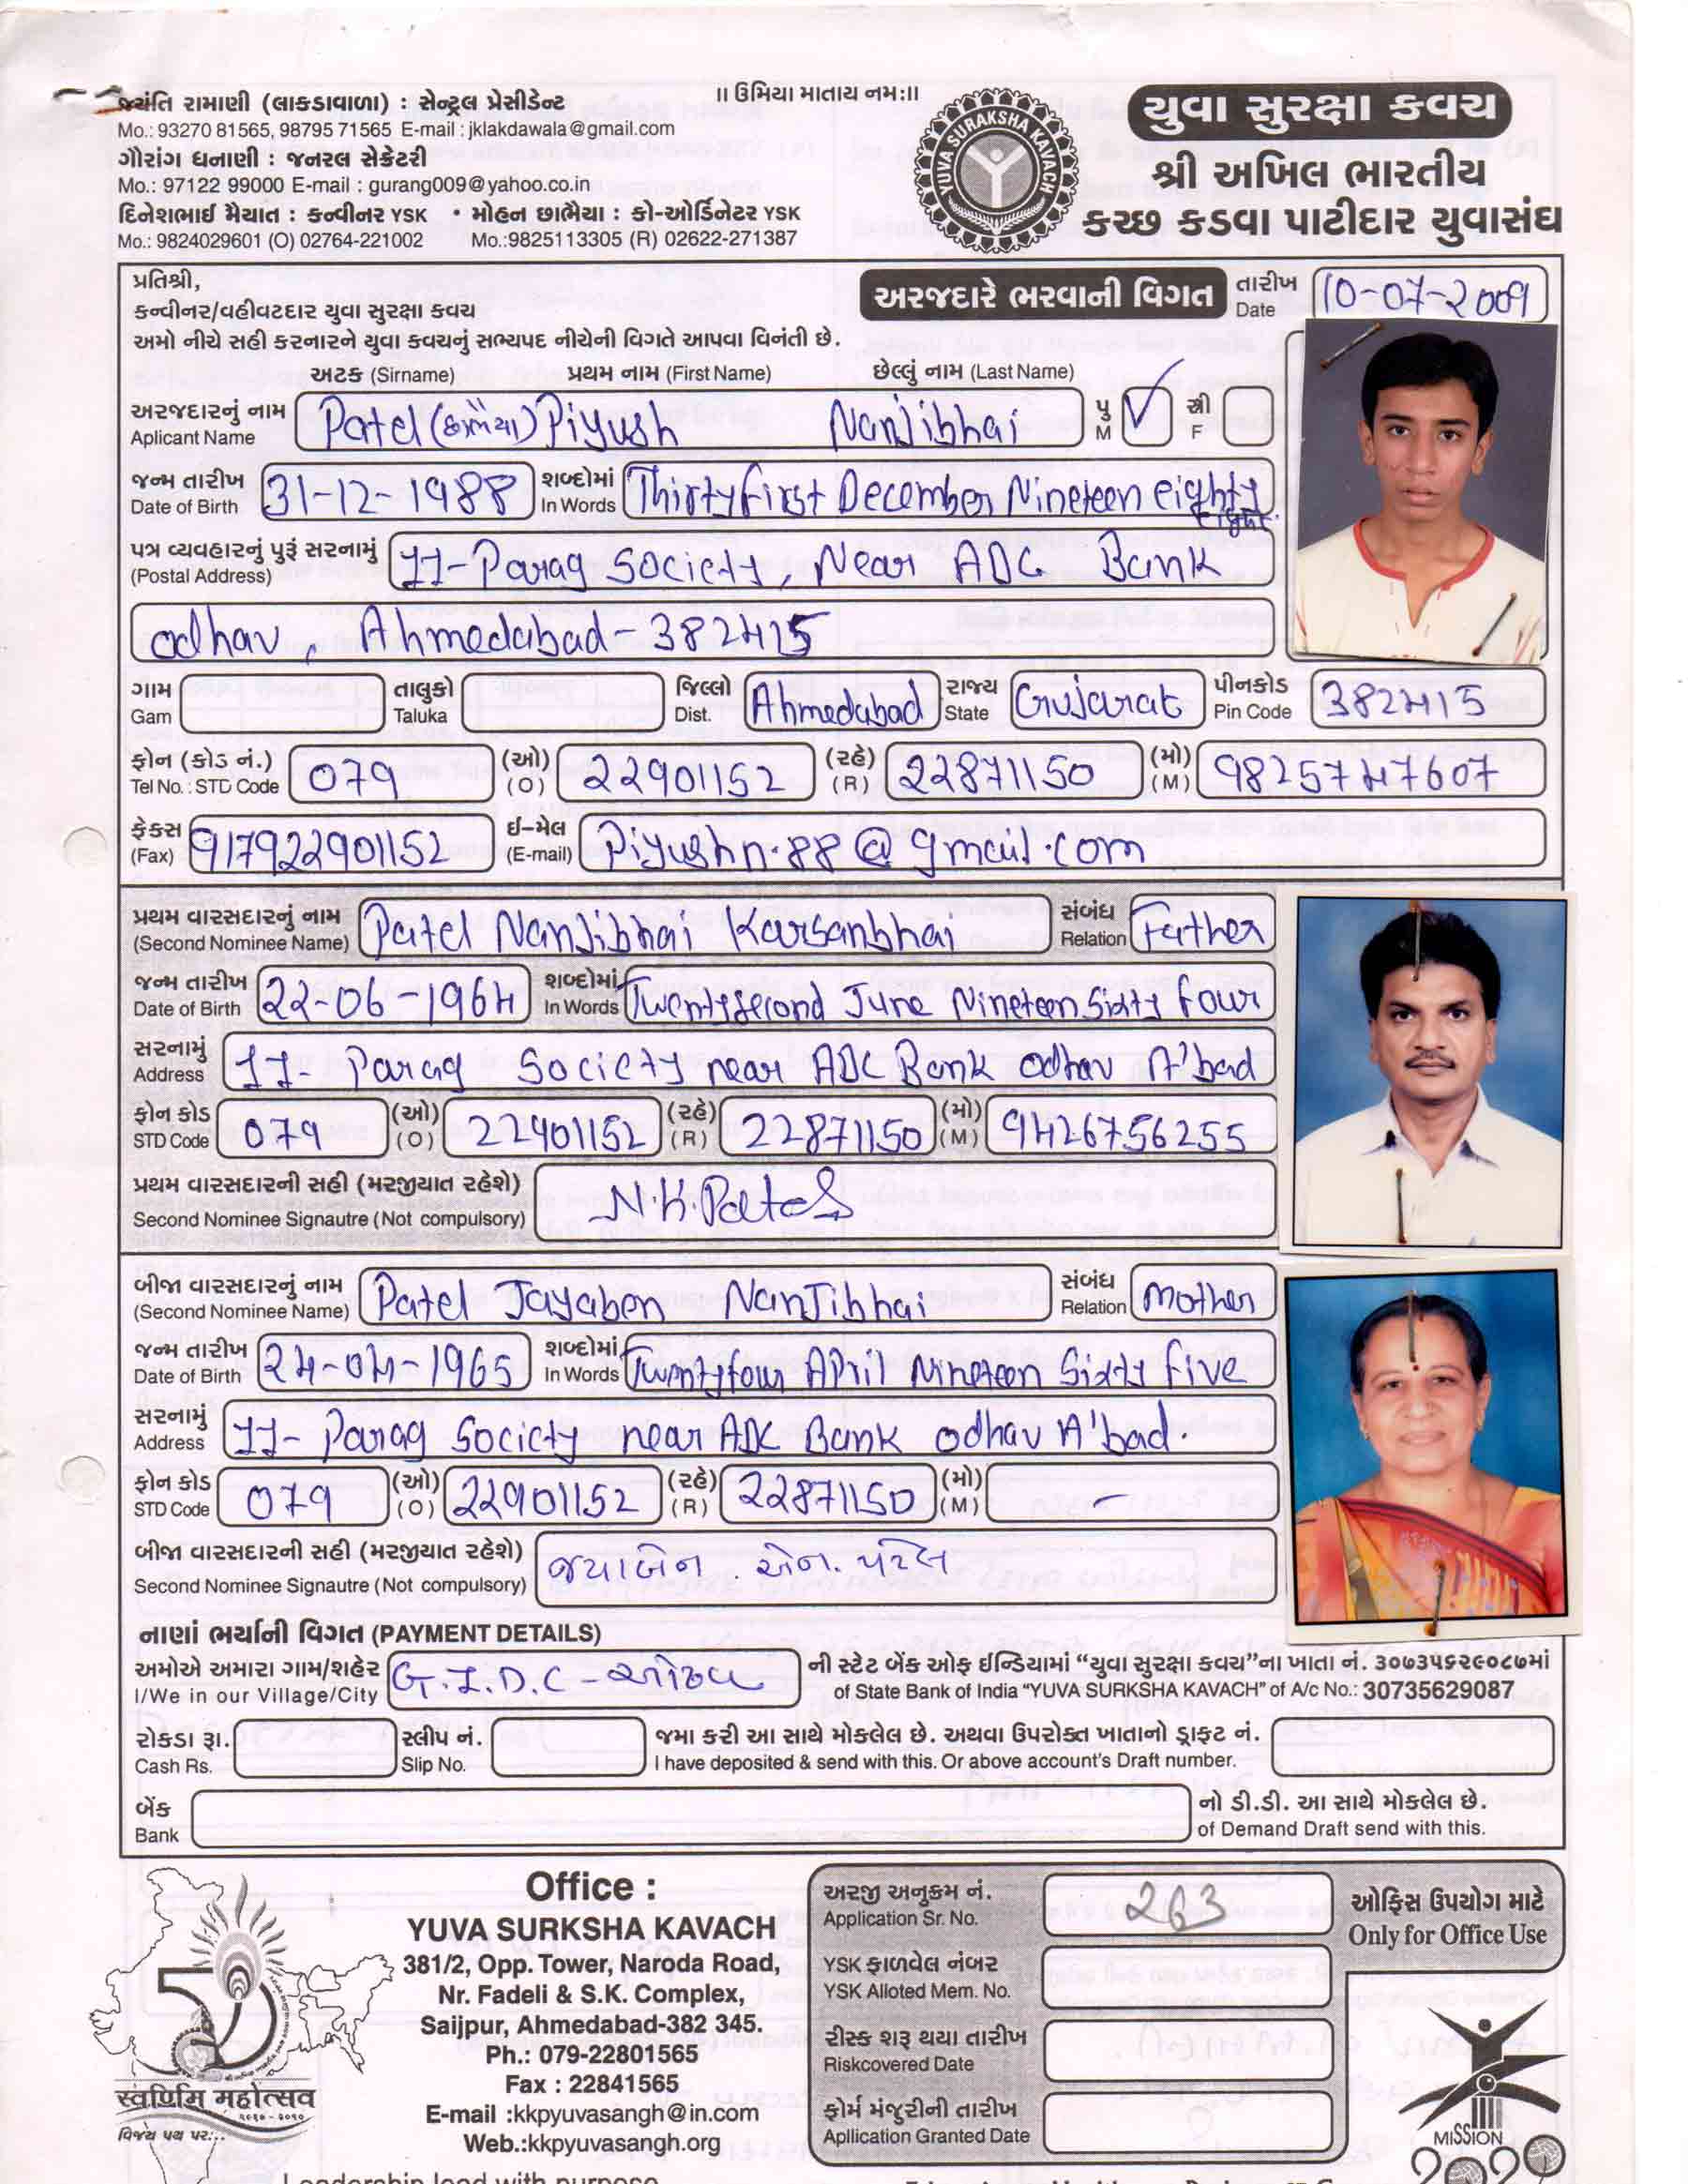 ॥ ઉમિયા માતાય નમઃ॥
જયંતિ રામાણી (લાકડાવાળા) : સેન્ટ્રલ પ્રેસીડેન્ટ
Mo.: 93270 81565, 98795 71565 E-mail : jklakdawala@gmail.com
ગૌરાંગ ધનાણી : જનરલ સેક્રેટરી
Mo.: 97122 99000 E-mail : gurang009@yahoo.co.in
દિનેશભાઈ મૈયાત : કન્વીનર YSK • મોહન છાભૈયા : કો-ઓર્ડિનેટર YSK
Mo.: 9824029601 (O) 02764-221002 Mo.:9825113305 (R) 02622-271387
YUVA SURAKSHA KAVACH
યુવા સુરક્ષા કવચ
શ્રી અખિલ ભારતીય
કચ્છ કડવા પાટીદાર યુવાસંઘ
પ્રતિશ્રી,
અરજદારે ભરવાની વિગત તારીખ Date 10-07-2009
કન્વીનર/વહીવટદાર યુવા સુરક્ષા કવચ
અમો નીચે સહી કરનારને યુવા કવચનું સભ્યપદ નીચેની વિગતે આપવા વિનંતી છે.
અટક (Sirname) પ્રથમ નામ (First Name) છેલ્લું નામ (Last Name)
અરજદારનું નામ Aplicant Name Patel Piyush Nanjibhai પુ M ✓ સ્ત્રી F
જન્મ તારીખ Date of Birth 31-12-1988 શબ્દોમાં In Words Thirtyfirst December Nineteen eighty eight.
પત્ર વ્યવહારનું પુરૂં સરનામું (Postal Address) 11-Parag Society, Near ADC Bank
odhav, Ahmedabad-382415
ગામ Gam તાલુકો Taluka જિલ્લો Dist. Ahmedabad રાજ્ય State Gujarat પીનકોડ Pin Code 382415
ફોન (કોડ નં.) Tel No. : STD Code 079 (ઓ) (O) 22901152 (રહે) (R) 22871150 (મો) (M) 9825747607
ફેક્સ (Fax) 917922901152 ઈ-મેલ (E-mail) Piyushn.88@gmail.com
પ્રથમ વારસદારનું નામ (Second Nominee Name) Patel Nanjibhai Karsanbhai સંબંધ Relation Father
જન્મ તારીખ Date of Birth 22-06-1964 શબ્દોમાં In Words Twentysecond June Nineteen Sixty Four
સરનામું Address 11- Parag Society near ADC Bank odhav A'bad
ફોન કોડ STD Code 079 (ઓ) (O) 22901152 (રહે) (R) 22871150 (મો) (M) 9426756255
પ્રથમ વારસદારની સહી (મરજીયાત રહેશે) Second Nominee Signautre (Not compulsory) N.K.Patel
બીજા વારસદારનું નામ (Second Nominee Name) Patel Jayaben Nanjibhai સંબંધ Relation Mother
જન્મ તારીખ Date of Birth 24-04-1965 શબ્દોમાં In Words Twentyfour April Nineteen Sixty Five
સરનામું Address 11- Parag Society near ADC Bank odhav A'bad.
ફોન કોડ STD Code 079 (ઓ) (O) 22901152 (રહે) (R) 22871150 (મો) (M) -
બીજા વારસદારની સહી (મરજીયાત રહેશે) Second Nominee Signautre (Not compulsory) જયાબેન. એન. પટેલ
નાણાં ભર્યાની વિગત (PAYMENT DETAILS)
અમોએ અમારા ગામ/શહેર I/We in our Village/City G.I.D.C - ઓઢવ ની સ્ટેટ બેંક ઓફ ઈન્ડિયામાં “યુવા સુરક્ષા કવચ”ના ખાતા નં. ૩૦૭૩૫૬૨૯૦૮૭માં
of State Bank of India “YUVA SURKSHA KAVACH” of A/c No.: 30735629087
રોકડા રૂા. Cash Rs. સ્લીપ નં. Slip No. જમા કરી આ સાથે મોકલેલ છે. અથવા ઉપરોક્ત ખાતાનો ડ્રાફ્ટ નં.
I have deposited & send with this. Or above account's Draft number.
બેંક Bank નો ડી.ડી. આ સાથે મોકલેલ છે.
of Demand Draft send with this.
Office :
YUVA SURKSHA KAVACH
381/2, Opp. Tower, Naroda Road,
Nr. Fadeli & S.K. Complex,
Saijpur, Ahmedabad-382 345.
Ph.: 079-22801565
Fax : 22841565
E-mail :kkpyuvasangh@in.com
Web.:kkpyuvasangh.org
સ્વર્ણિમ મહોત્સવ
૨૦૧૦ - ૨૦૧૦
વિજય પથ પર...
અરજી અનુક્રમ નં. Application Sr. No. 263
ઓફિસ ઉપયોગ માટે
Only for Office Use
YSK ફાળવેલ નંબર
YSK Alloted Mem. No.
રીસ્ક શરૂ થયા તારીખ
Riskcovered Date
ફોર્મ મંજુરીની તારીખ
Apllication Granted Date
MISSION
2020